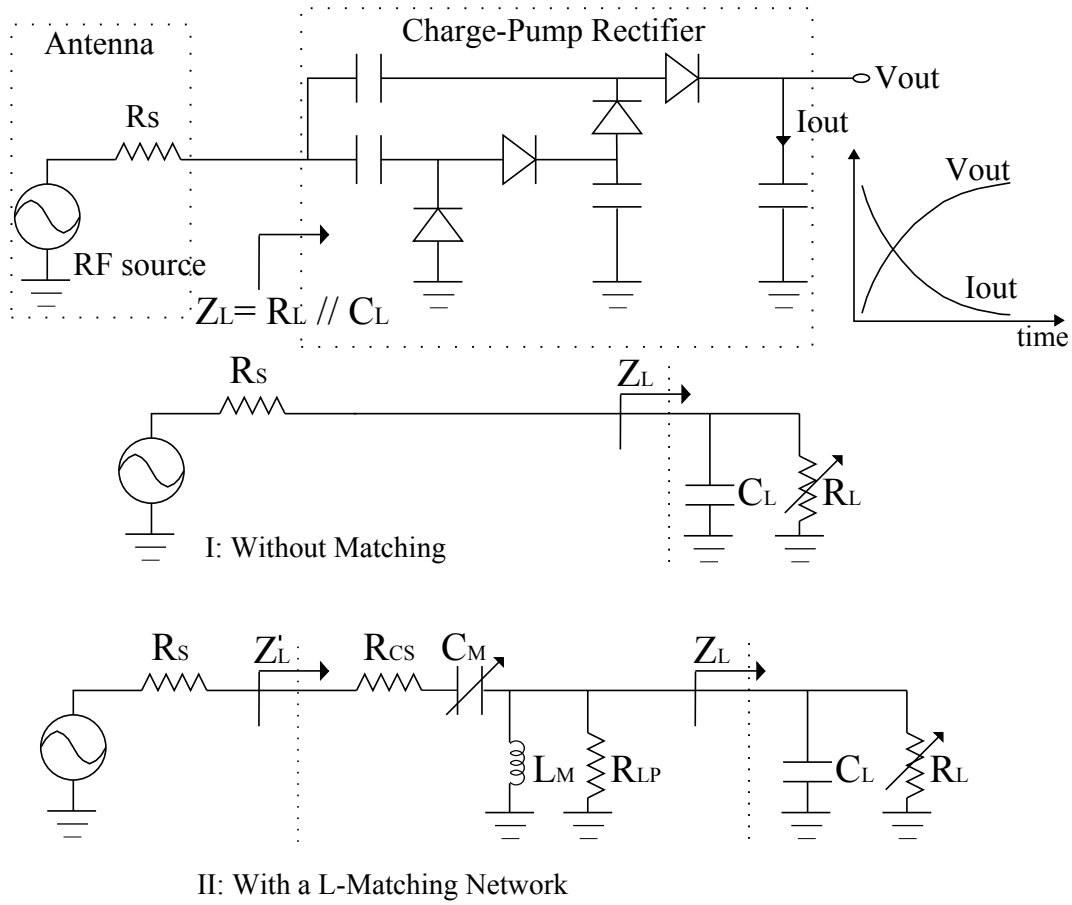 Antenna
Charge-Pump Rectifier
Rs
Vout
Iout
RF source
ZL= RL // CL
Vout
Iout
time
RS
ZL
CL
RL
I: Without Matching
RS
Z'L
RCS
CM
ZL
LM
RLP
CL
RL
II: With a L-Matching Network